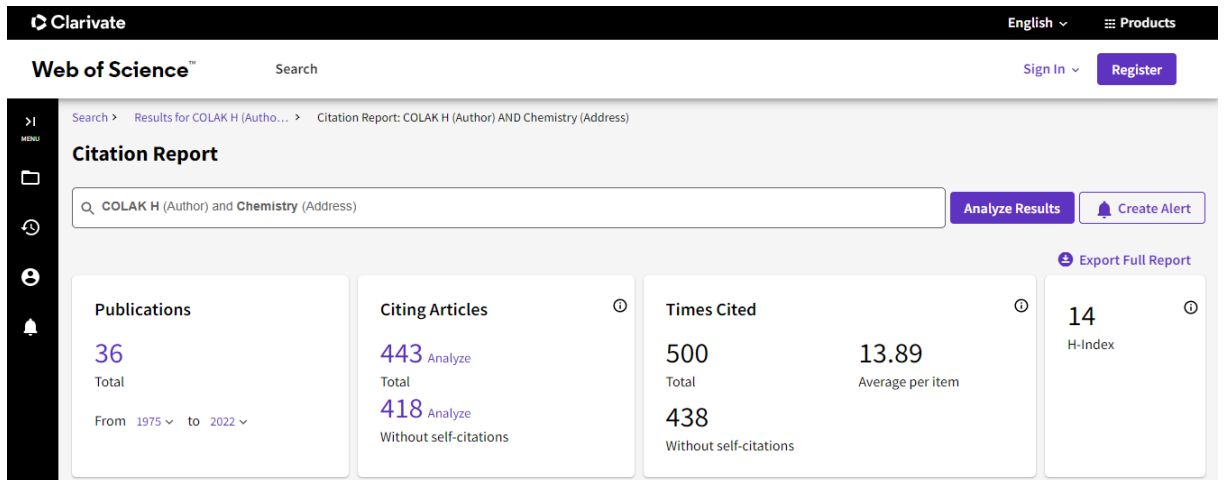 Clarivate
English
Products
Web of Science™
Search
Sign In
Register
MENU
Search > Results for COLAK H (Autho... > Citation Report: COLAK H (Author) AND Chemistry (Address)
Citation Report
COLAK H (Author) and Chemistry (Address)
Analyze Results
Create Alert
Export Full Report
Publications
36
Total
From 1975 to 2022
Citing Articles
443 Analyze
Total
418 Analyze
Without self-citations
Times Cited
500
Total
13.89
Average per item
438
Without self-citations
14
H-Index